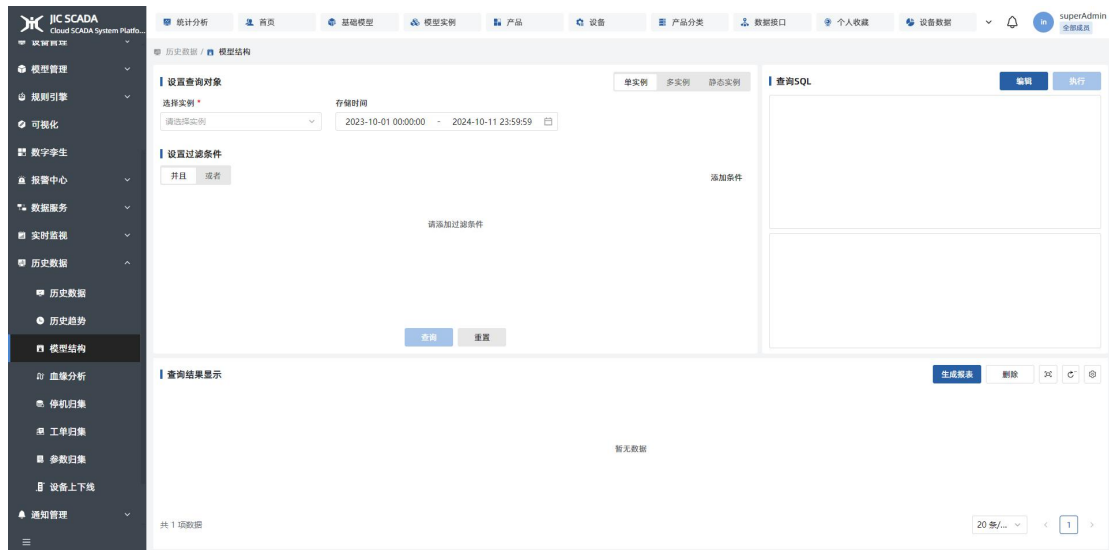 JIC SCADA
Cloud SCADA System Platfo...
统计分析 首页 基础模型 模型实例 产品 设备 产品分类 数据接口 个人收藏 设备数据 in superAdmin
全部成员
设备管理
模型管理
规则引擎
可视化
数字孪生
报警中心
数据服务
实时监视
历史数据
历史数据
历史趋势
模型结构
血缘分析
停机归集
工单归集
参数归集
设备上下线
通知管理
历史数据 / 模型结构
设置查询对象 单实例 多实例 静态实例
选择实例 * 存储时间
请选择实例 2023-10-01 00:00:00 - 2024-10-11 23:59:59
设置过滤条件
并且 或者 添加条件
请添加过滤条件
查询 重置
查询SQL 编辑 执行
查询结果显示 生成报表 删除
暂无数据
共 1 项数据 20 条/... < 1 >